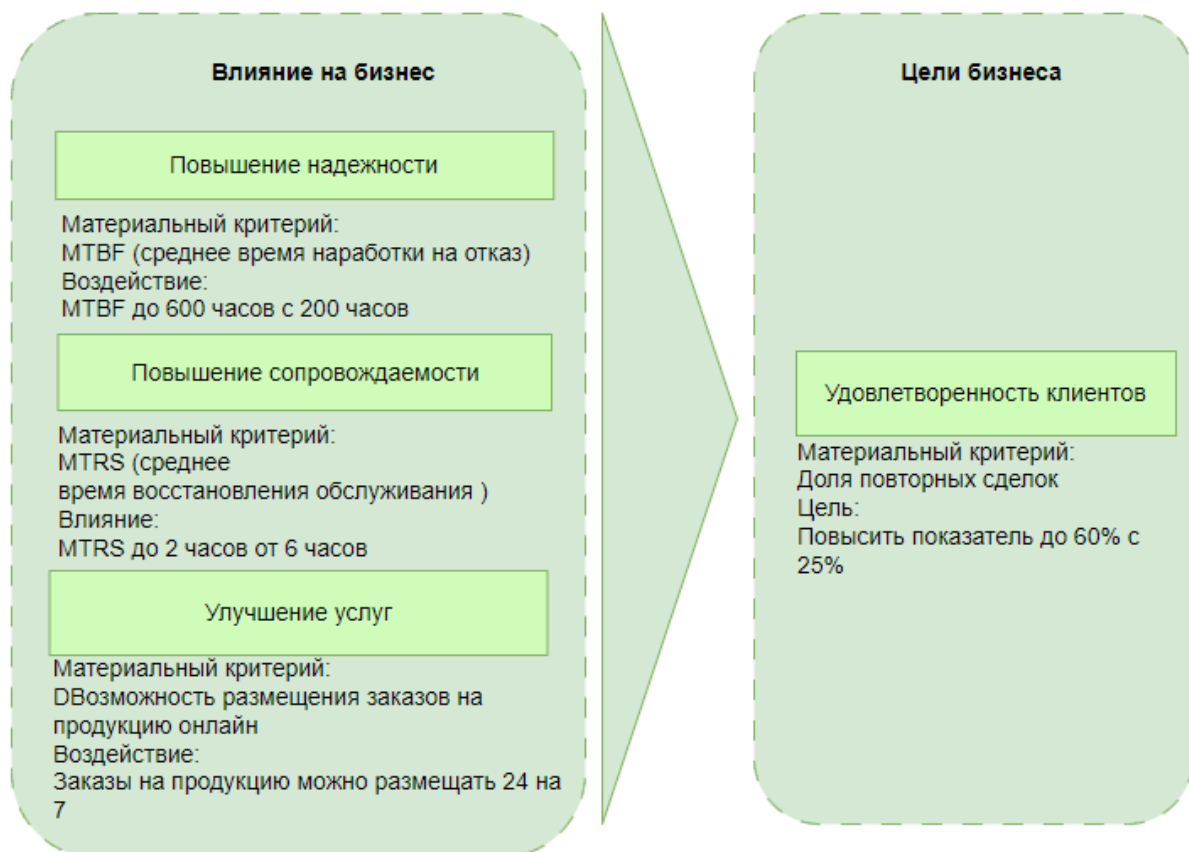 Влияние на бизнес
Повышение надежности
Материальный критерий:
MTBF (среднее время наработки на отказ)
Воздействие:
MTBF до 600 часов с 200 часов
Повышение сопровождаемости
Материальный критерий:
MTRS (среднее
время восстановления обслуживания )
Влияние:
MTRS до 2 часов от 6 часов
Улучшение услуг
Материальный критерий:
DВозможность размещения заказов на
продукцию онлайн
Воздействие:
Заказы на продукцию можно размещать 24 на
7
Цели бизнеса
Удовлетворенность клиентов
Материальный критерий:
Доля повторных сделок
Цель:
Повысить показатель до 60% с
25%